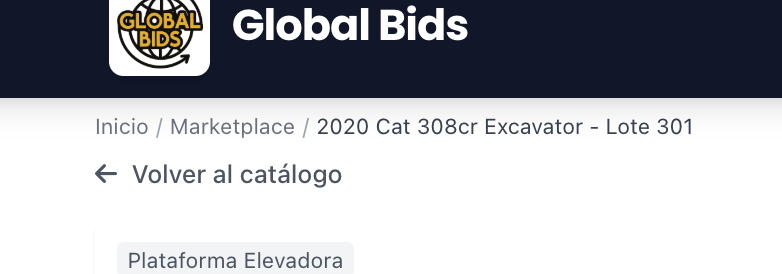 GLOBAL
BIDS
Global Bids
Inicio / Marketplace / 2020 Cat 308cr Excavator - Lote 301
← Volver al catálogo
Plataforma Elevadora